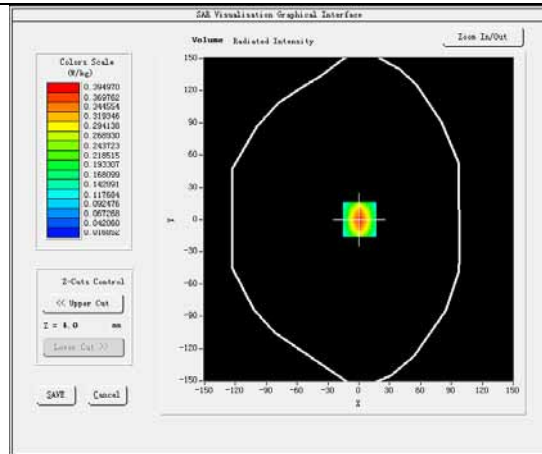 SAR Visualisation Graphical Interface
Volume Radiated Intensity
Zoom In/Out
Colors Scale
(W/kg)
0.394970
0.369762
0.344554
0.319346
0.294138
0.268930
0.243723
0.218515
0.193307
0.168099
0.142891
0.117684
0.092476
0.067268
0.042060
0.016852
Z-Cuts Control
<< Upper Cut
Z = 4.0 mm
Lower Cut >>
SAVE
Cancel
150
120
90
60
30
0
-30
-60
-90
-120
-150
Y
-150 -120 -90 -60 -30 0 30 60 90 120 150
X